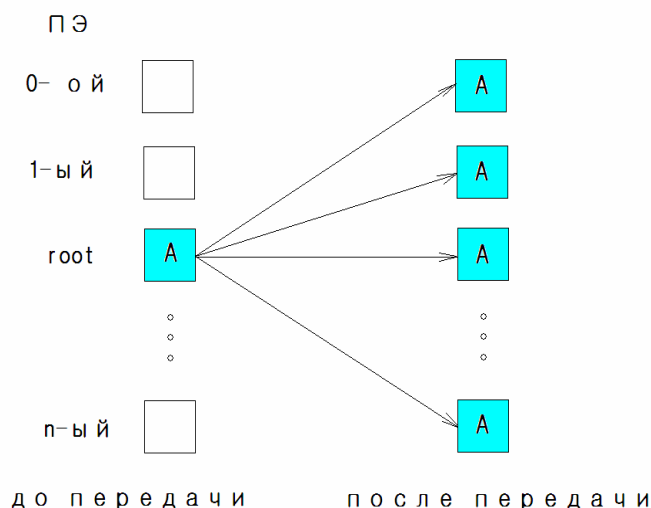 ПЭ
0- ой A
1-ый A
root A A
n-ый A
до передачи после передачи